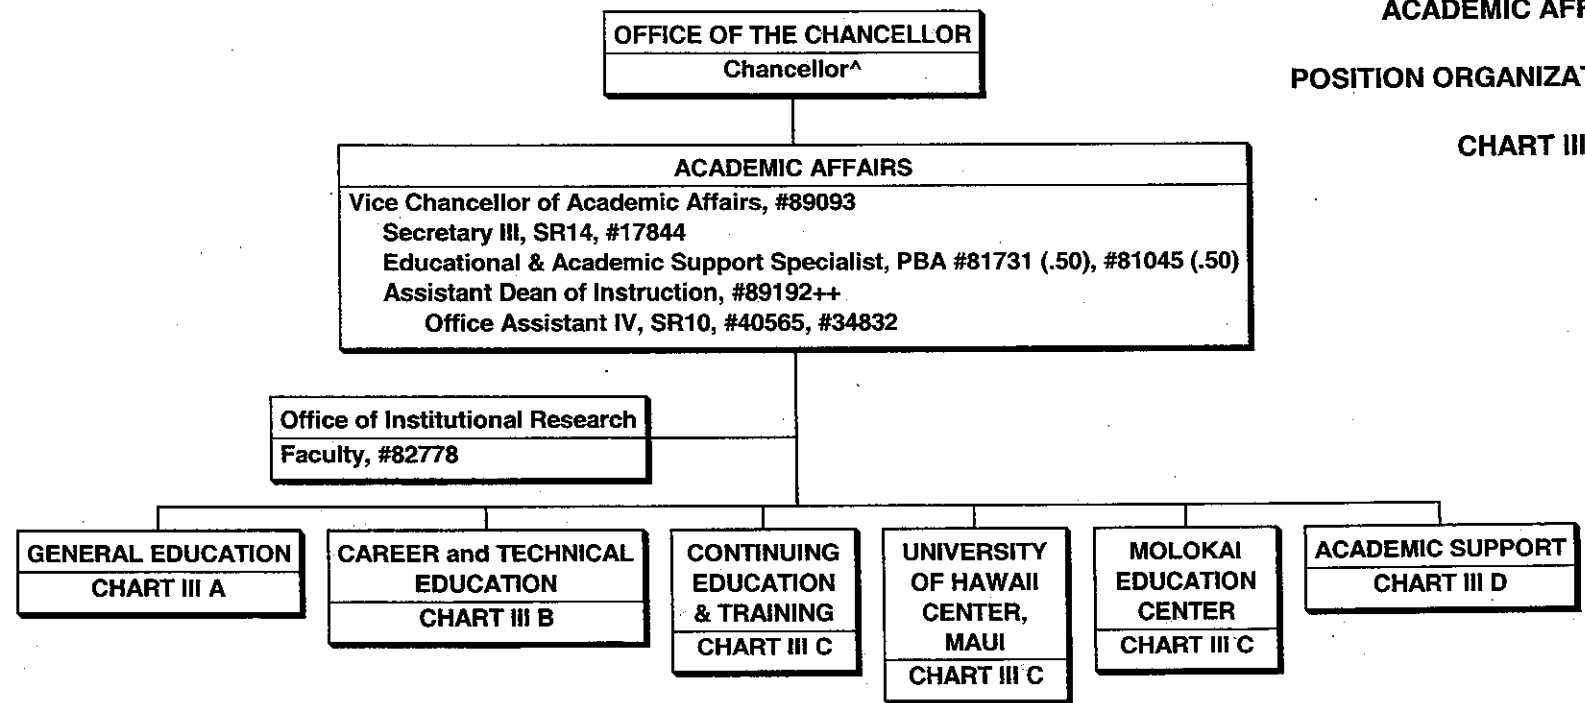 ACADEMIC
POSITION
CHART III
OFFICE OF THE CHANCELLOR
Chancellor^
ACADEMIC AFFAIRS
Vice Chancellor of Academic Affairs, #89093
Secretary III, SR14, #17844
Educational & Academic Support Specialist, PBA #81731 (.50), #81045 (.50)
Assistant Dean of Instruction, #89192++
Office Assistant IV, SR10, #40565, #34832
Office of Institutional Research
Faculty, #82778
GENERAL EDUCATION
CHART III A
CAREER and TECHNICAL
EDUCATION
CHART III B
CONTINUING
EDUCATION
& TRAINING
CHART III C
UNIVERSITY
OF HAWAII
CENTER,
MAUI
CHART III C
MOLOKAI
EDUCATION
CENTER
CHART III C
ACADEMIC SUPPORT
CHART III D